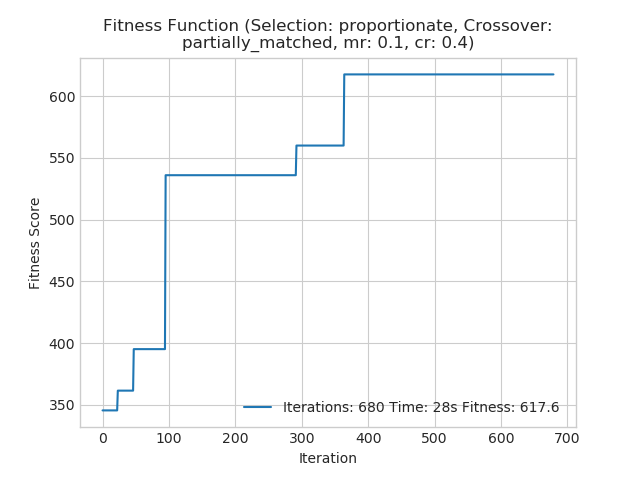 Fitness Function (Selection: proportionate, Crossover:
partially_matched, mr: 0.1, cr: 0.4)
Fitness Score
600
550
500
450
400
350
Iterations: 680 Time: 28s Fitness: 617.6
0 100 200 300 400 500 600 700
Iteration